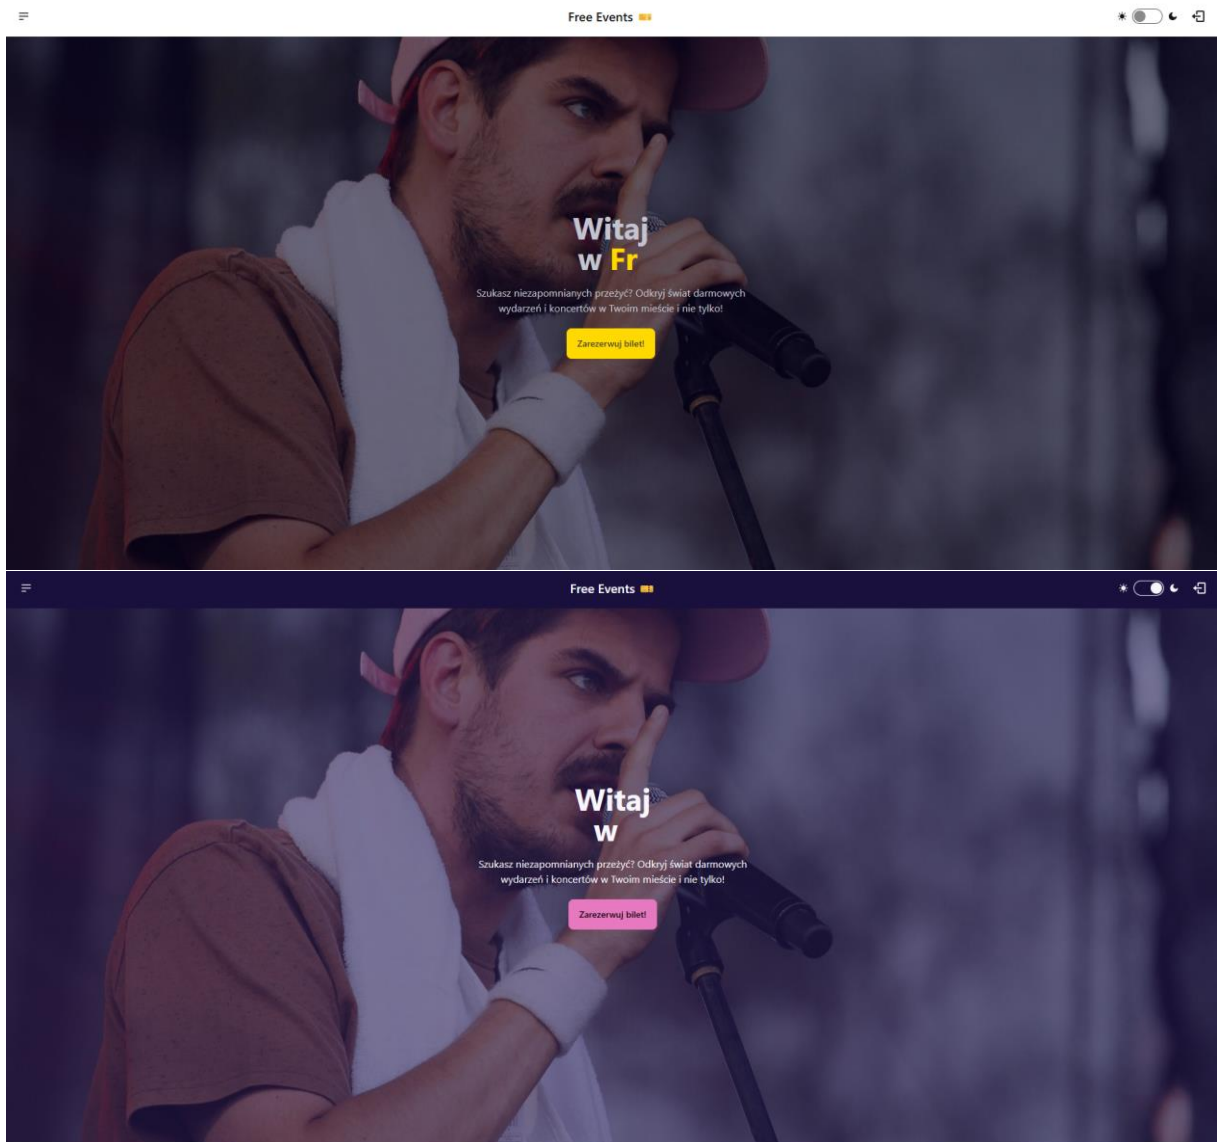 Free Events
Witaj
w Fr
Szukasz niezapomnianych przeżyć? Odkryj świat darmowych
wydarzeń i koncertów w Twoim mieście i nie tylko!
Zarezerwuj bilet!
Free Events
Witaj
w
Szukasz niezapomnianych przeżyć? Odkryj świat darmowych
wydarzeń i koncertów w Twoim mieście i nie tylko!
Zarezerwuj bilet!